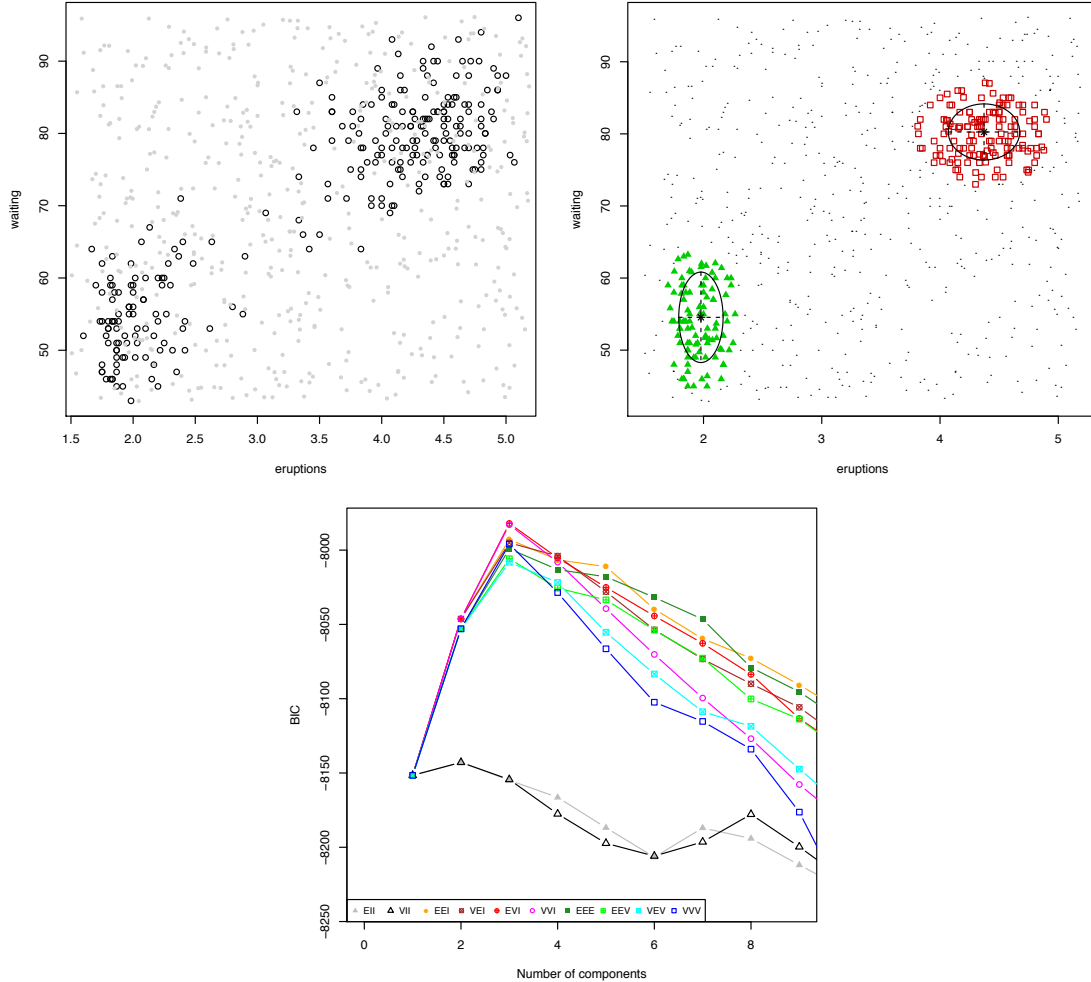 90
80
70
60
50
waiting
1.5 2.0 2.5 3.0 3.5 4.0 4.5 5.0
eruptions
90
80
70
60
50
waiting
2 3 4 5
eruptions
-8000
-8050
-8100
-8150
-8200
-8250
BIC
EII VII EEI VEI EVI VVI EEE EEV VEV VVV
0 2 4 6 8
Number of components